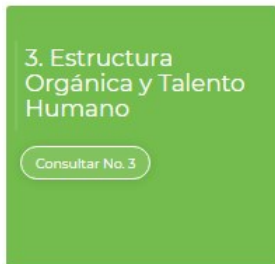 3. Estructura
Orgánica y Talento
Humano
Consultar No. 3